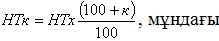 НТк = НТх (100 + к) / 100, мұндағы